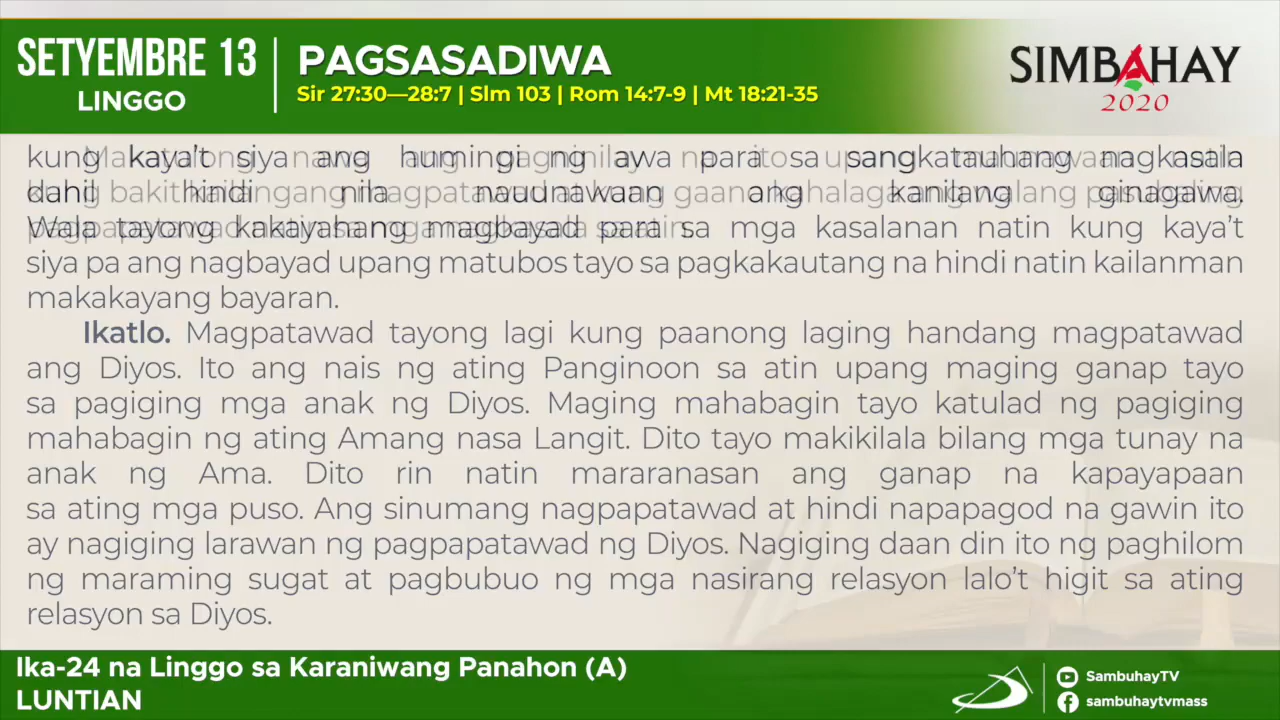 SETYEMBRE 13
LINGGO
PAGSASADIWA
Sir 27:30—28:7 | Slm 103 | Rom 14:7-9 | Mt 18:21-35
SIMBAHAY
2020
kung kaya't siya ang humingi ng awa para sa sangkatauhang nagkasala
dahil hindi nila nauunawaan ang kanilang ginagawa.
Wala tayong kakayahang magbayad para sa mga kasalanan natin kung kaya't
siya pa ang nagbayad upang matubos tayo sa pagkakautang na hindi natin kailanman
makakayang bayaran.
Ikatlo. Magpatawad tayong lagi kung paanong laging handang magpatawad
ang Diyos. Ito ang nais ng ating Panginoon sa atin upang maging ganap tayo
sa pagiging mga anak ng Diyos. Maging mahabagin tayo katulad ng pagiging
mahabagin ng ating Amang nasa Langit. Dito tayo makikilala bilang mga tunay na
anak ng Ama. Dito rin natin mararanasan ang ganap na kapayapaan
sa ating mga puso. Ang sinumang nagpapatawad at hindi napapagod na gawin ito
ay nagiging larawan ng pagpapatawad ng Diyos. Nagiging daan din ito ng paghilom
ng maraming sugat at pagbubuo ng mga nasirang relasyon lalo't higit sa ating
relasyon sa Diyos.
Ika-24 na Linggo sa Karaniwang Panahon (A)
LUNTIAN
SambuhayTV
sambuhaytvmass